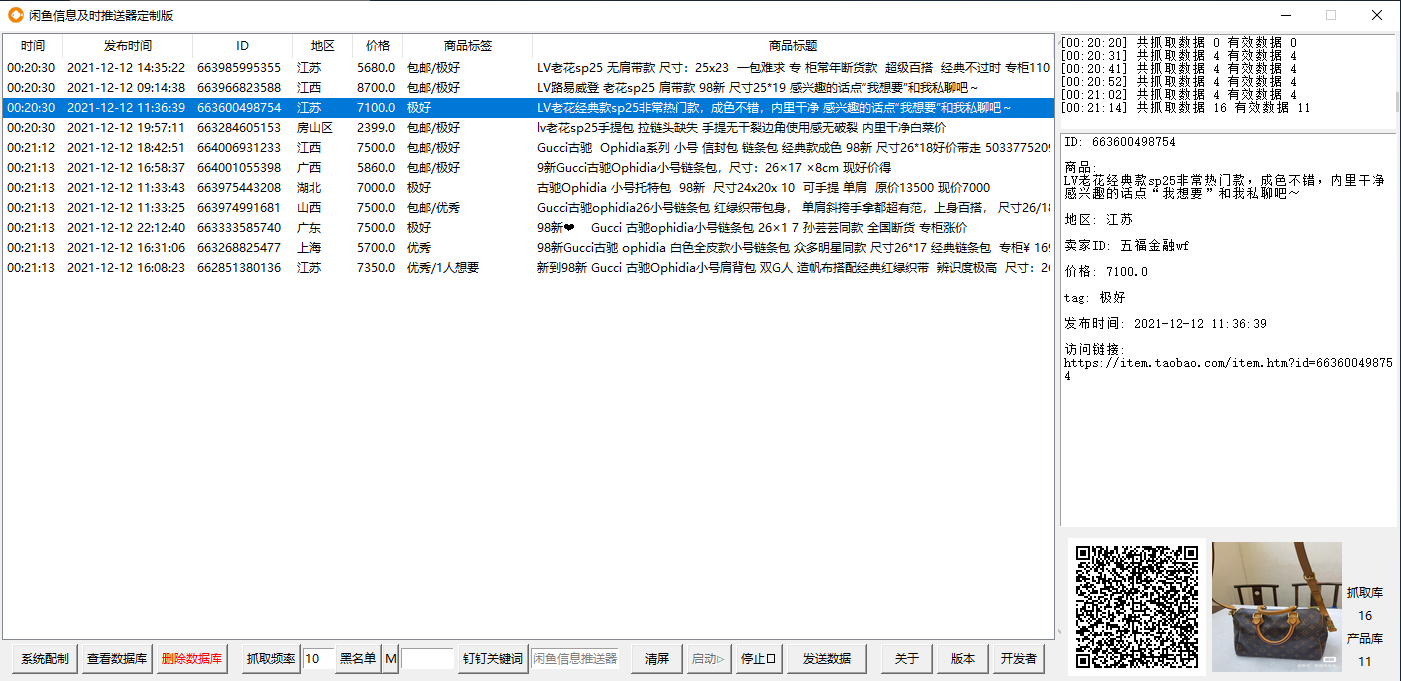 闲鱼信息及时推送器定制版
时间 发布时间 ID 地区 价格 商品标签 商品标题
00:20:30 2021-12-12 14:35:22 663985995355 江苏 5680.0 包邮/极好 LV老花sp25 无肩带款 尺寸：25x23 一包难求 专 柜常年断货款 超级百搭 经典不过时 专柜110
00:20:30 2021-12-12 09:14:38 663966823588 江西 8700.0 包邮/极好 LV路易威登 老花sp25 肩带款 98新 尺寸25*19 感兴趣的话点“我想要”和我私聊吧～
00:20:30 2021-12-12 11:36:39 663600498754 江苏 7100.0 极好 LV老花经典款sp25非常热门款，成色不错，内里干净 感兴趣的话点“我想要”和我私聊吧～
00:20:30 2021-12-12 19:57:11 663284605153 房山区 2399.0 包邮/极好 lv老花sp25手提包 拉链头缺失 手提无干裂边角使用感无破裂 内里干净白菜价
00:21:12 2021-12-12 18:42:51 664006931233 江西 7500.0 包邮/极好 Gucci古驰 Ophidia系列 小号 信封包 链条包 经典款成色 98新 尺寸26*18好价带走 5033775209
00:21:13 2021-12-12 16:58:37 664001055398 广西 5860.0 包邮/极好 9新Gucci古驰Ophidia小号链条包，尺寸：26×17 ×8cm 现好价得
00:21:13 2021-12-12 11:33:43 663975443208 湖北 7000.0 极好 古驰Ophidia 小号托特包 98新 尺寸24x20x 10 可手提 单肩 原价13500 现价7000
00:21:13 2021-12-12 11:33:25 663974991681 山西 7500.0 包邮/优秀 Gucci古驰ophidia26小号链条包 红绿织带包身， 单肩斜挎手拿都超有范，上身百搭， 尺寸26/18
00:21:13 2021-12-12 22:12:40 663333585740 广东 7500.0 极好 98新❤ Gucci 古驰ophidia小号链条包 26×1 7 孙芸芸同款 全国断货 专柜涨价
00:21:13 2021-12-12 16:31:06 663268825477 上海 5700.0 优秀 98新Gucci古驰 ophidia 白色全皮款小号链条包 众多明星同款 尺寸26*17 经典链条包 专柜¥ 169
00:21:13 2021-12-12 16:08:23 662851380136 江苏 7350.0 优秀/1人想要 新到98新 Gucci 古驰Ophidia小号肩背包 双G人 造帆布搭配经典红绿织带 辨识度极高 尺寸：26
[00:20:20] 共抓取数据 0 有效数据 0
[00:20:31] 共抓取数据 4 有效数据 4
[00:20:41] 共抓取数据 4 有效数据 4
[00:20:52] 共抓取数据 4 有效数据 4
[00:21:02] 共抓取数据 4 有效数据 4
[00:21:14] 共抓取数据 16 有效数据 11
ID: 663600498754
商品:
LV老花经典款sp25非常热门款，成色不错，内里干净
感兴趣的话点“我想要”和我私聊吧～
地区: 江苏
卖家ID: 五福金融wf
价格: 7100.0
tag: 极好
发布时间: 2021-12-12 11:36:39
访问链接:
https://item.taobao.com/item.htm?id=66360049875
4
抓取库
16
产品库
11
系统配制 查看数据库 删除数据库 抓取频率 10 黑名单 M 钉钉关键词 闲鱼信息推送器 清屏 启动▷ 停止口 发送数据 关于 版本 开发者